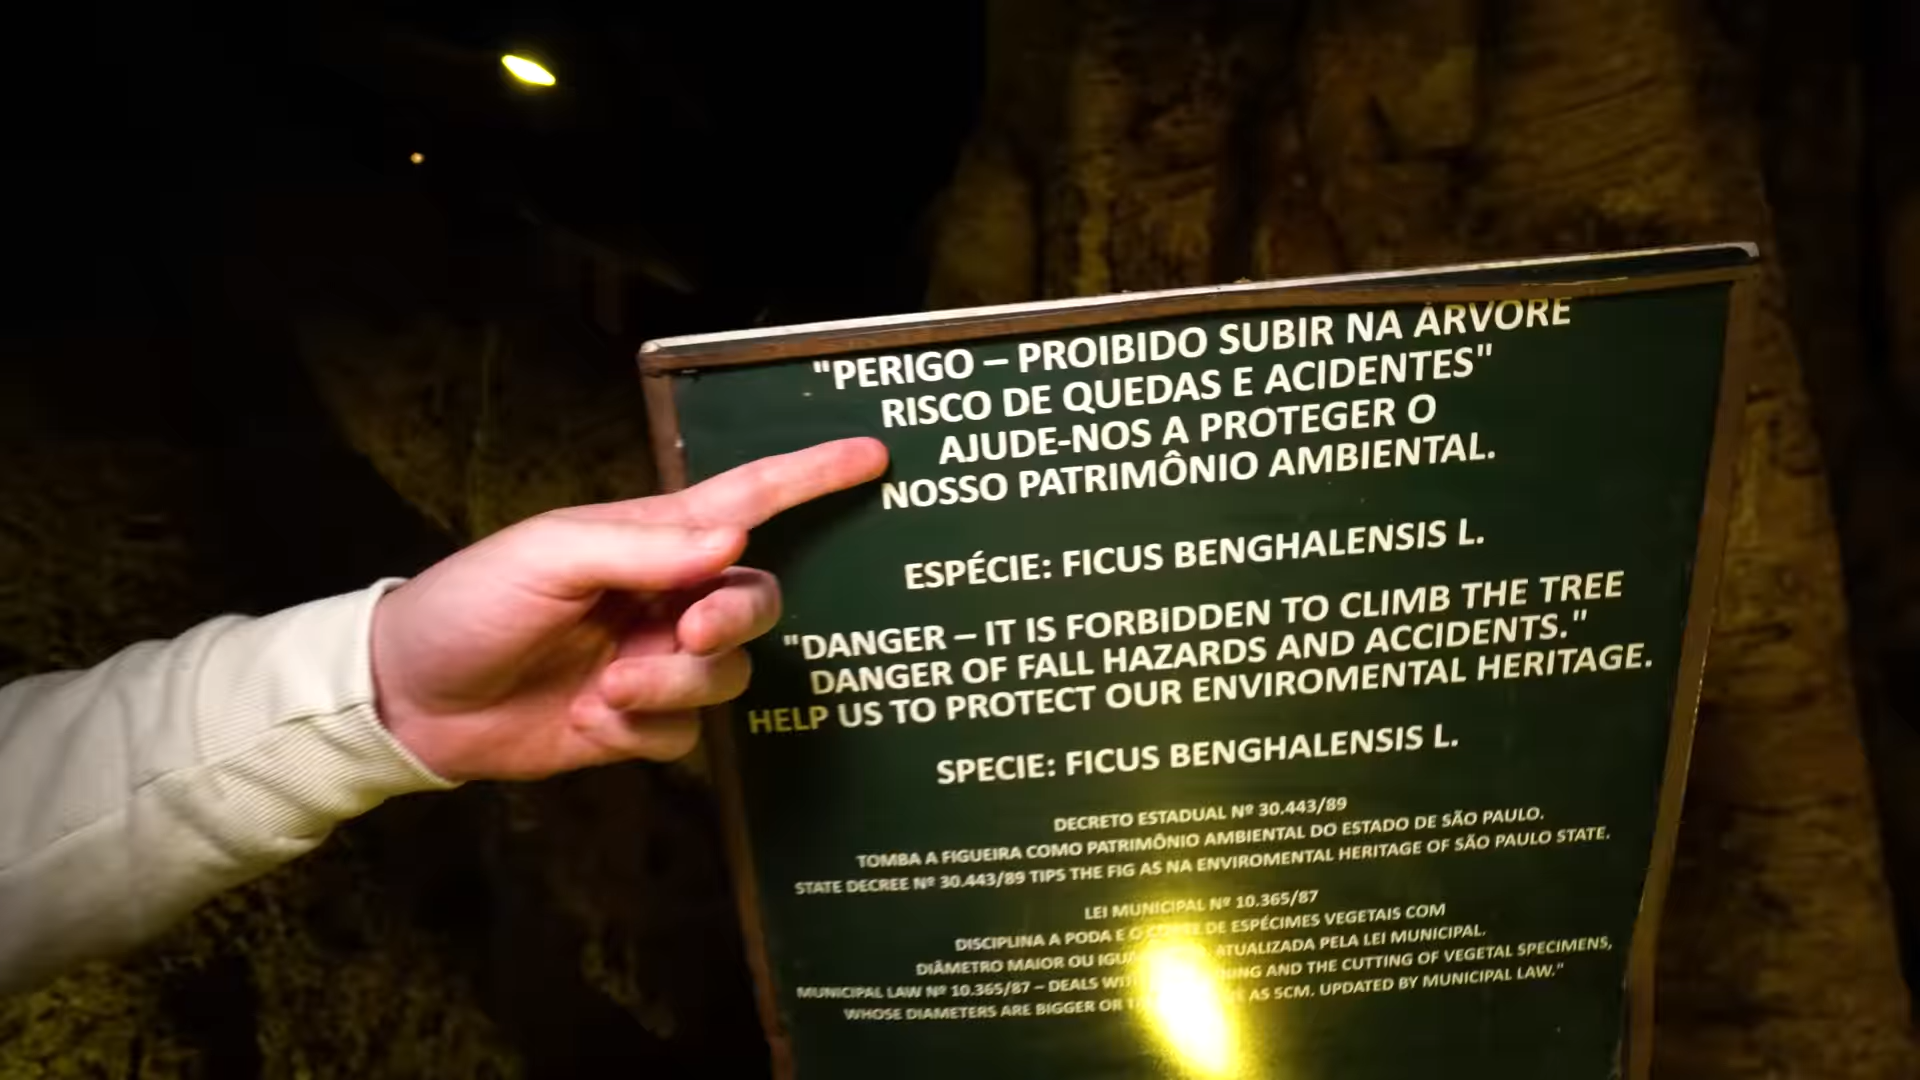 "PERIGO – PROIBIDO SUBIR NA ÁRVORE
RISCO DE QUEDAS E ACIDENTES"
AJUDE-NOS A PROTEGER O
NOSSO PATRIMÔNIO AMBIENTAL.
ESPÉCIE: FICUS BENGHALENSIS L.
"DANGER – IT IS FORBIDDEN TO CLIMB THE TREE
DANGER OF FALL HAZARDS AND ACCIDENTS."
HELP US TO PROTECT OUR ENVIROMENTAL HERITAGE.
SPECIE: FICUS BENGHALENSIS L.
DECRETO ESTADUAL Nº 30.443/89
TOMBA A FIGUEIRA COMO PATRIMÔNIO AMBIENTAL DO ESTADO DE SÃO PAULO.
STATE DECREE Nº 30.443/89 TIPS THE FIG AS NA ENVIROMENTAL HERITAGE OF SÃO PAULO STATE.
LEI MUNICIPAL Nº 10.365/87
DISCIPLINA A PODA E O CORTE DE ESPÉCIMES VEGETAIS COM
DIÂMETRO MAIOR OU ATUALIZADA PELA LEI MUNICIPAL.
MUNICIPAL LAW Nº 10.365/87 – DEALS AND THE CUTTING OF VEGETAL SPECIMENS,
WHOSE DIAMETERS ARE BIGGER OR AS 5CM. UPDATED BY MUNICIPAL LAW."